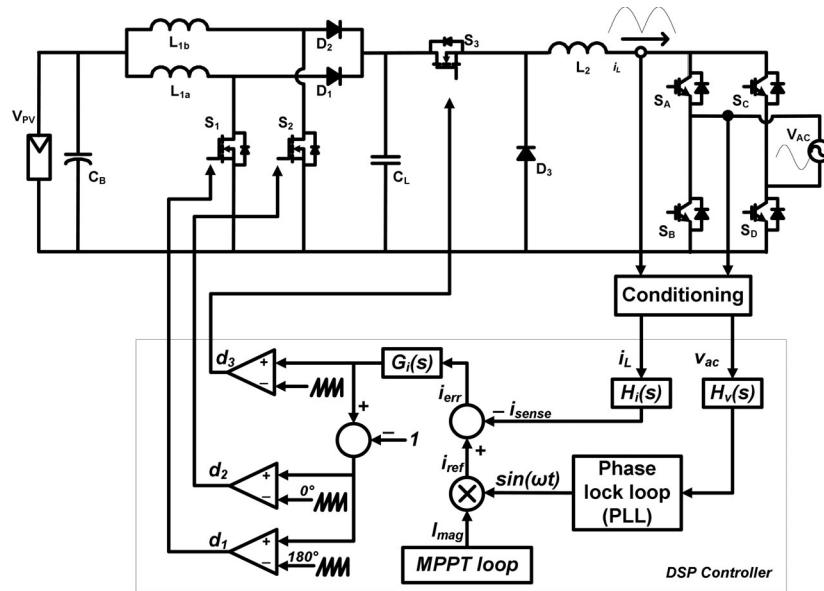 L1b
D2
L1a
D1
S3
L2
iL
SA
SC
VPV
CB
S1
S2
CL
D3
VAC
SB
SD
Conditioning
iL
vac
d3
+
−
Gi(s)
ierr
Hi(s)
Hv(s)
− isense
+
− 1
+
iref
sin(ωt)
Phase
lock loop
(PLL)
d2
+
−
0°
Imag
d1
+
−
180°
MPPT loop
DSP Controller